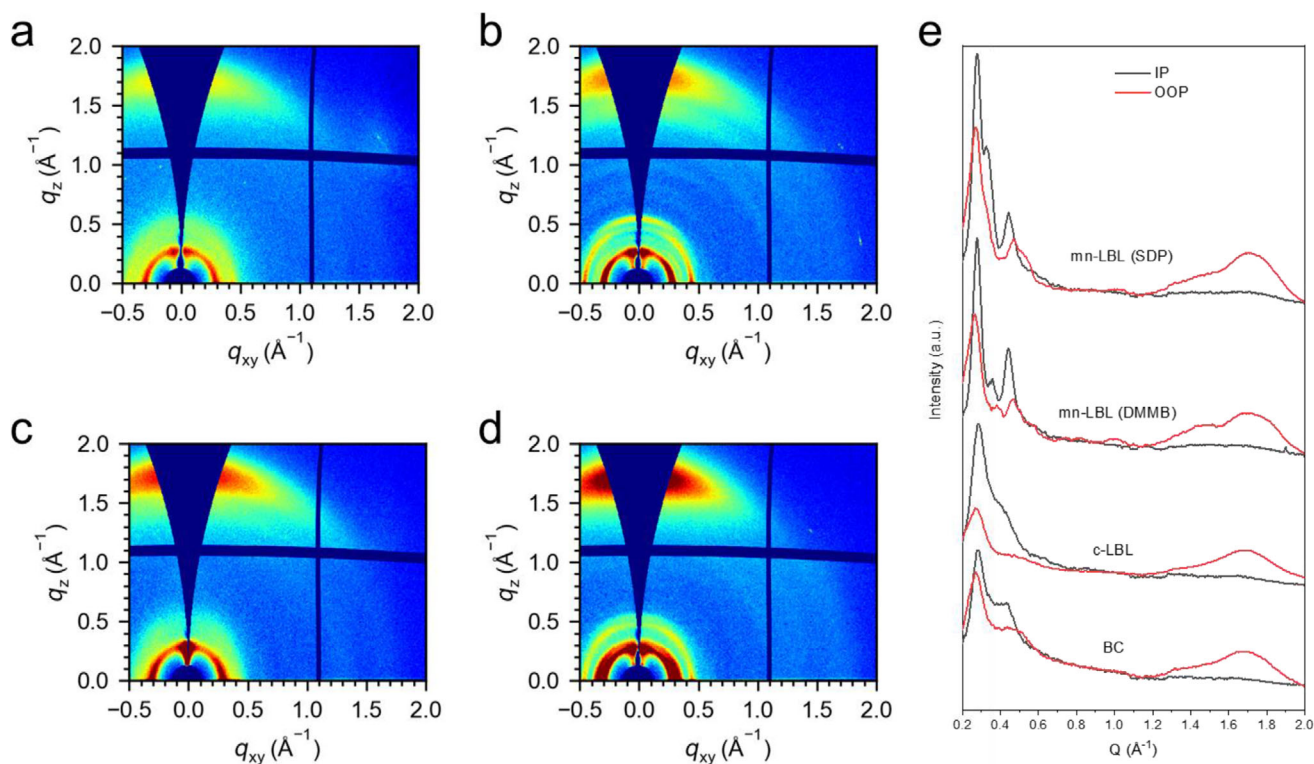 a
2.0
1.5
1.0
0.5
0.0
qz (Å⁻¹)
−0.5 0.0 0.5 1.0 1.5 2.0
qxy (Å⁻¹)
b
2.0
1.5
1.0
0.5
0.0
qz (Å⁻¹)
−0.5 0.0 0.5 1.0 1.5 2.0
qxy (Å⁻¹)
c
2.0
1.5
1.0
0.5
0.0
qz (Å⁻¹)
−0.5 0.0 0.5 1.0 1.5 2.0
qxy (Å⁻¹)
d
2.0
1.5
1.0
0.5
0.0
qz (Å⁻¹)
−0.5 0.0 0.5 1.0 1.5 2.0
qxy (Å⁻¹)
e
IP
OOP
mn-LBL (SDP)
mn-LBL (DMMB)
c-LBL
BC
Intensity (a.u.)
0.2 0.4 0.6 0.8 1.0 1.2 1.4 1.6 1.8 2.0
Q (Å⁻¹)